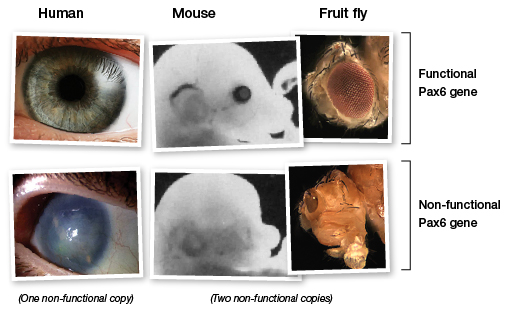 Human
Mouse
Fruit fly
Functional
Pax6 gene
Non-functional
Pax6 gene
(One non-functional copy)
(Two non-functional copies)